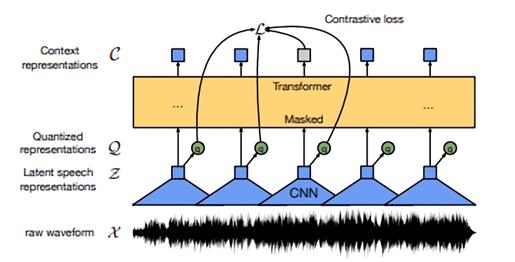 Contrastive loss
ℒ
Context
representations 𝒞
Transformer
... ...
Masked
Quantized
representations 𝒬
q q q q q
Latent speech
representations 𝒵
CNN
raw waveform 𝒳